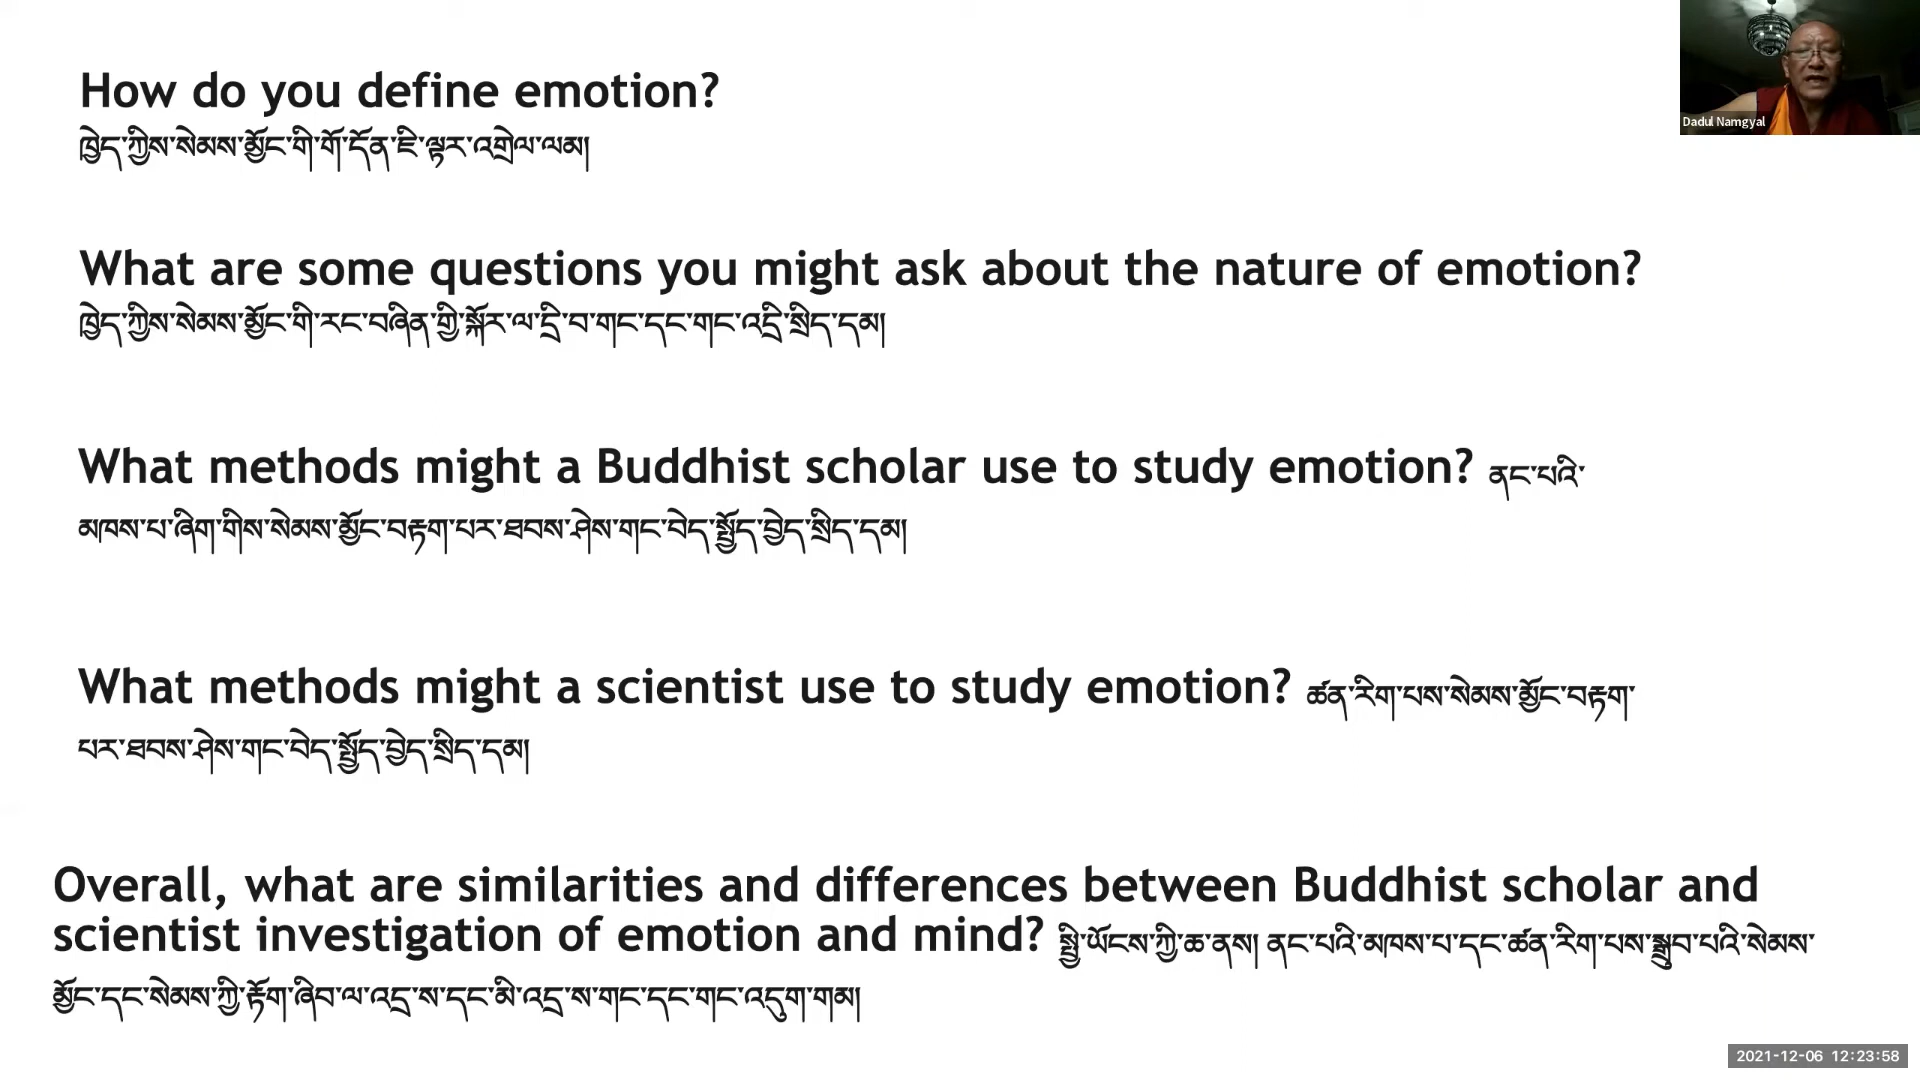 How do you define emotion?
ཁྱེད་ཀྱིས་སེམས་མྱོང་གི་གོ་དོན་ཇི་ལྟར་འགྲེལ་ལམ།
What are some questions you might ask about the nature of emotion?
ཁྱེད་ཀྱིས་སེམས་མྱོང་གི་རང་བཞིན་གྱི་སྐོར་ལ་དྲི་བ་གང་དང་གང་འདྲི་སྲིད་དམ།
What methods might a Buddhist scholar use to study emotion? ནང་པའི་
མཁས་པ་ཞིག་གིས་སེམས་མྱོང་བརྟག་པར་ཐབས་ཤེས་གང་བེད་སྤྱོད་བྱེད་སྲིད་དམ།
What methods might a scientist use to study emotion? ཚན་རིག་པས་སེམས་མྱོང་བརྟག་
པར་ཐབས་ཤེས་གང་བེད་སྤྱོད་བྱེད་སྲིད་དམ།
Overall, what are similarities and differences between Buddhist scholar and
scientist investigation of emotion and mind? སྤྱི་ཡོངས་ཀྱི་ཆ་ནས། ནང་པའི་མཁས་པ་དང་ཚན་རིག་པས་སྒྲུབ་པའི་སེམས་
མྱོང་དང་སེམས་ཀྱི་རྟོག་ཞིབ་ལ་འདྲ་ས་དང་མི་འདྲ་ས་གང་དང་གང་འདུག་གམ།
Dadul Namgyal
2021-12-06 12:23:58